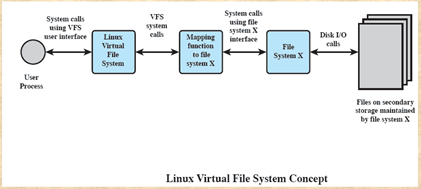 System calls
using VFS
user interface
VFS
system
calls
System calls
using file
system X
interface
Disk I/O
calls
Linux
Virtual
File
System
Mapping
function
to file
system X
File
System X
User
Process
Files on secondary
storage maintained
by file system X
Linux Virtual File System Concept